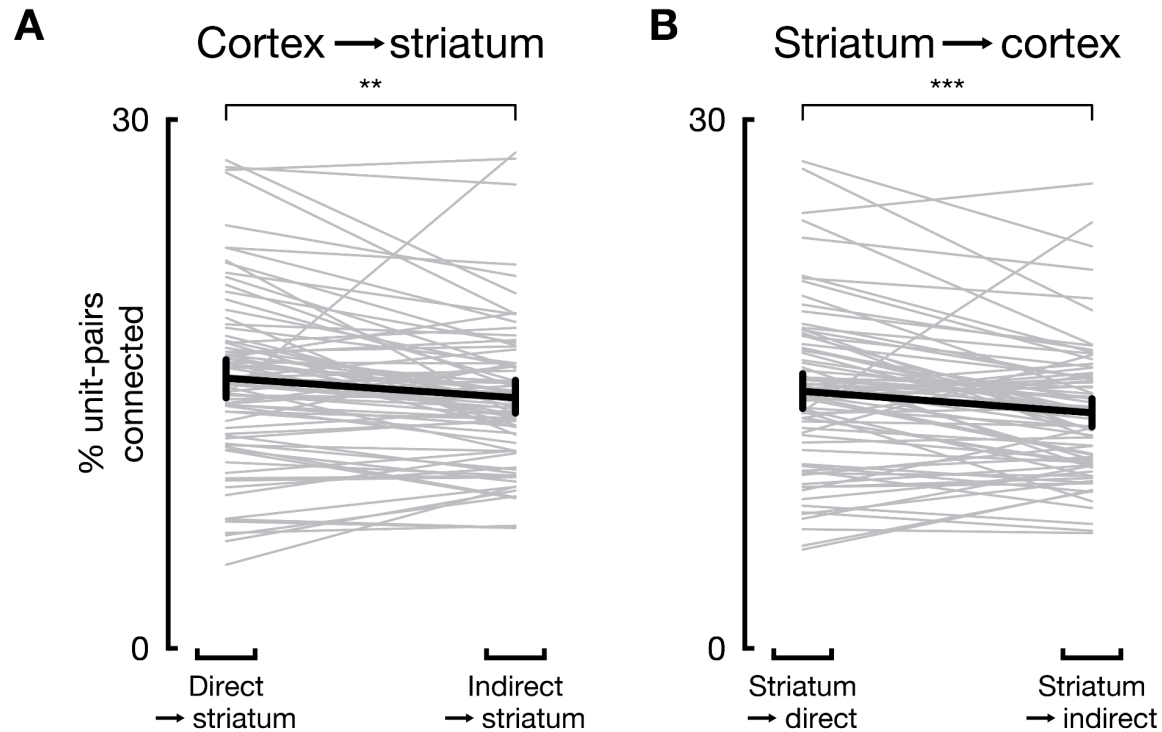 A
Cortex → striatum
**
30
% unit-pairs
connected
0
Direct
→ striatum
Indirect
→ striatum
B
Striatum → cortex
***
30
0
Striatum
→ direct
Striatum
→ indirect